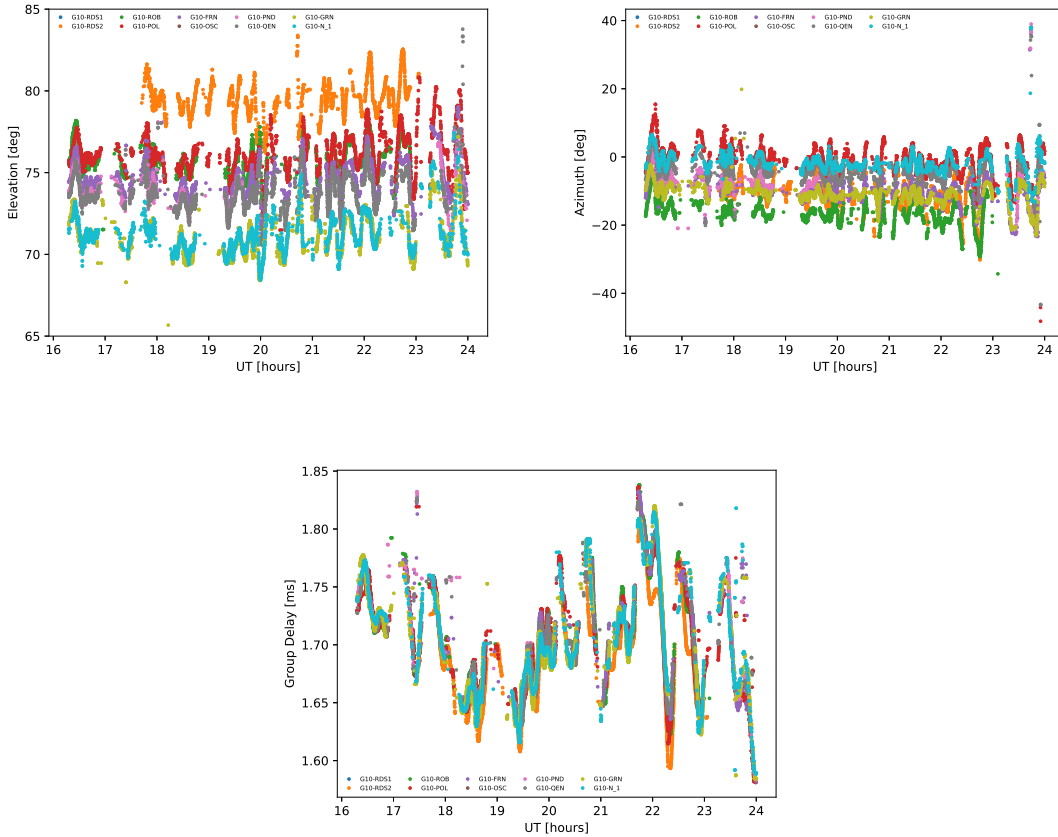 G10-RDS1 G10-ROB G10-FRN G10-PND G10-GRN
G10-RDS2 G10-POL G10-OSC G10-QEN G10-N_1
85
80
75
70
65
Elevation [deg]
16 17 18 19 20 21 22 23 24
UT [hours]
G10-RDS1 G10-ROB G10-FRN G10-PND G10-GRN
G10-RDS2 G10-POL G10-OSC G10-QEN G10-N_1
40
20
0
−20
−40
Azimuth [deg]
16 17 18 19 20 21 22 23 24
UT [hours]
1.85
1.80
1.75
1.70
1.65
1.60
Group Delay [ms]
G10-RDS1 G10-ROB G10-FRN G10-PND G10-GRN
G10-RDS2 G10-POL G10-OSC G10-QEN G10-N_1
16 17 18 19 20 21 22 23 24
UT [hours]